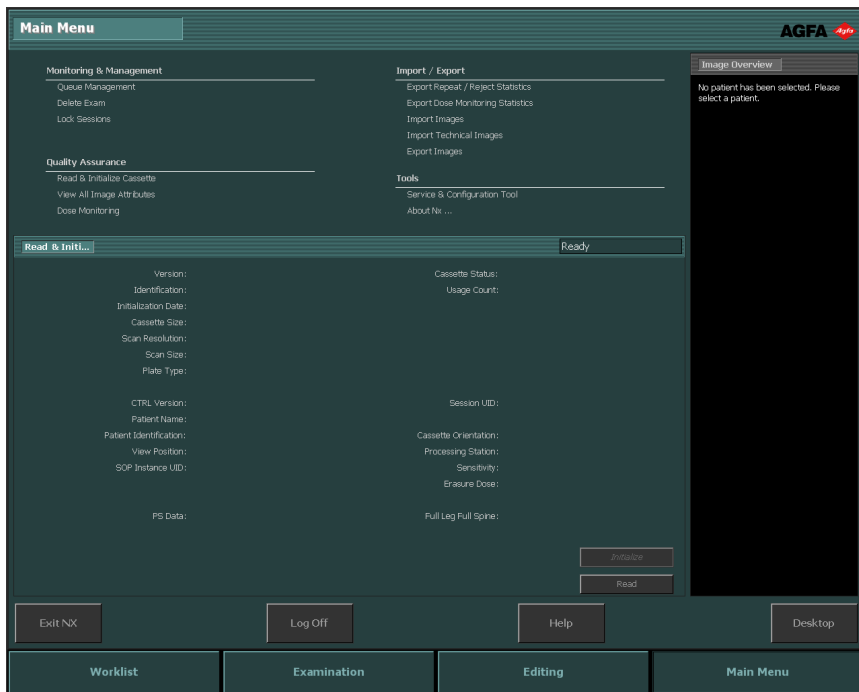 Main Menu
AGFA Agfa
Monitoring & Management
Queue Management
Delete Exam
Lock Sessions
Quality Assurance
Read & Initialize Cassette
View All Image Attributes
Dose Monitoring
Import / Export
Export Repeat / Reject Statistics
Export Dose Monitoring Statistics
Import Images
Import Technical Images
Export Images
Tools
Service & Configuration Tool
About Nx ...
Image Overview
No patient has been selected. Please
select a patient.
Read & Initi...
Ready
Version:
Identification:
Initialization Date:
Cassette Size:
Scan Resolution:
Scan Size:
Plate Type:
Cassette Status:
Usage Count:
CTRL Version:
Patient Name:
Patient Identification:
View Position:
SOP Instance UID:
Session UID:
Cassette Orientation:
Processing Station:
Sensitivity:
Erasure Dose:
PS Data:
Full Leg Full Spine:
Initialize
Read
Exit NX
Log Off
Help
Desktop
Worklist
Examination
Editing
Main Menu